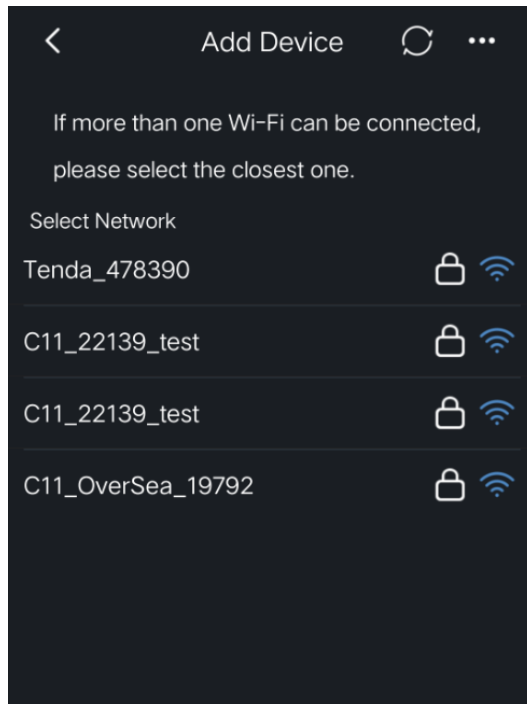 Add Device
If more than one Wi-Fi can be connected,
please select the closest one.
Select Network
Tenda_478390
C11_22139_test
C11_22139_test
C11_OverSea_19792